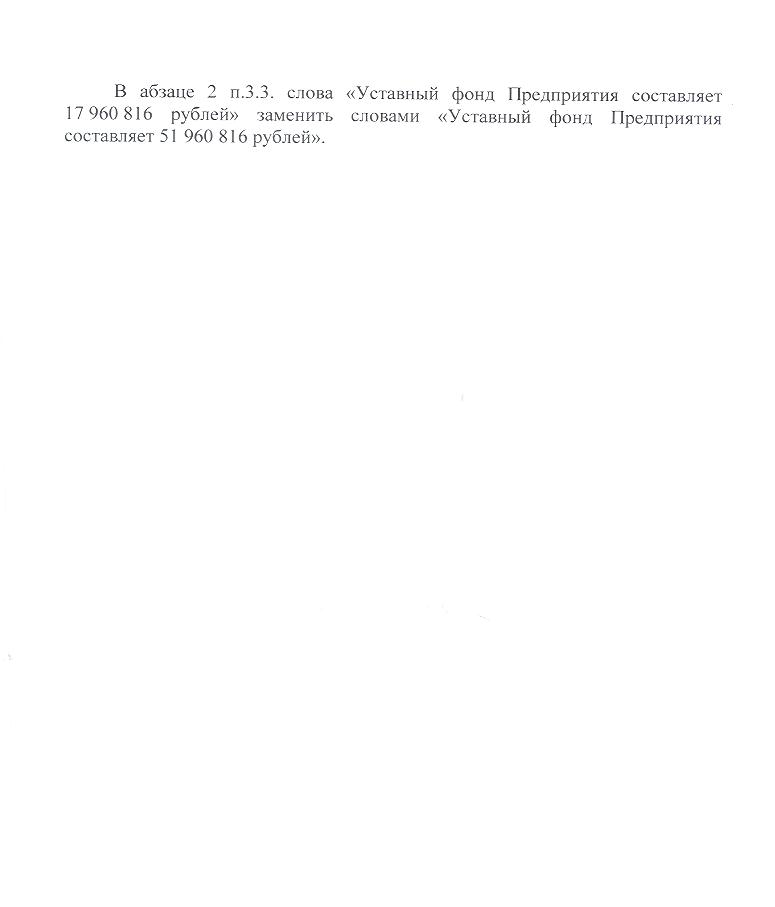 В абзаце 2 п.3.3. слова «Уставный фонд Предприятия составляет
17 960 816 рублей» заменить словами «Уставный фонд Предприятия
составляет 51 960 816 рублей».